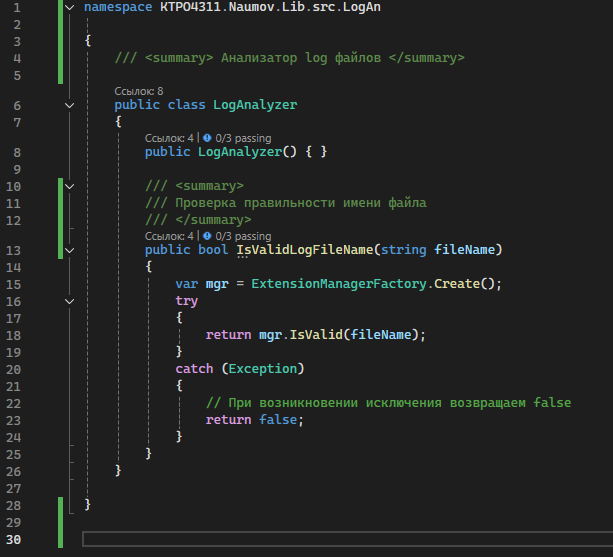 1 namespace КТРО4311.Naumov.Lib.src.LogAn
2
3 {
4 /// <summary> Анализатор log файлов </summary>
5
Ссылок: 8
6 public class LogAnalyzer
7 {
Ссылок: 4 | 0/3 passing
8 public LogAnalyzer() { }
9
10 /// <summary>
11 /// Проверка правильности имени файла
12 /// </summary>
Ссылок: 4 | 0/3 passing
13 public bool IsValidLogFileName(string fileName)
14 {
15 var mgr = ExtensionManagerFactory.Create();
16 try
17 {
18 return mgr.IsValid(fileName);
19 }
20 catch (Exception)
21 {
22 // При возникновении исключения возвращаем false
23 return false;
24 }
25 }
26 }
27
28 }
29
30